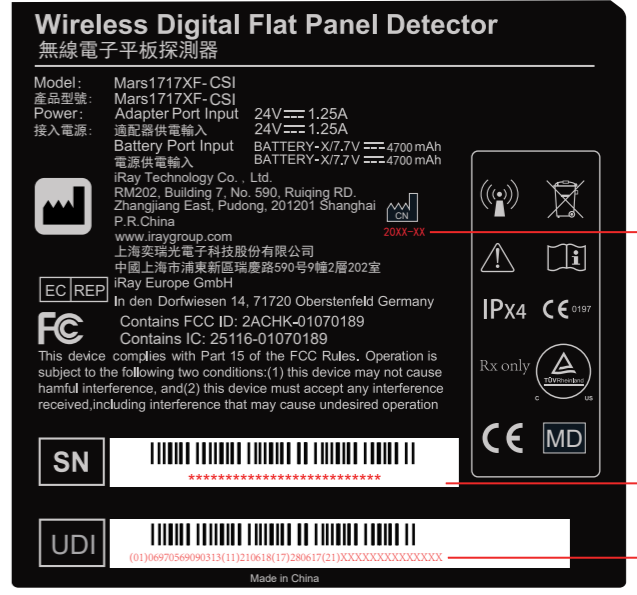 Wireless Digital Flat Panel Detector
無線電子平板探測器
Model: Mars1717XF-CSI
產品型號: Mars1717XF-CSI
Power: Adapter Port Input 24V 1.25A
接入電源: 適配器供電輸入 24V 1.25A
Battery Port Input BATTERY-X/7.7V 4700 mAh
電源供電輸入 BATTERY-X/7.7V 4700 mAh
iRay Technology Co., Ltd.
RM202, Building 7, No. 590, Ruiqing RD.
Zhangjiang East, Pudong, 201201 Shanghai
P.R.China
CN
20XX-XX
www.iraygroup.com
上海奕瑞光電子科技股份有限公司
中國上海市浦東新區瑞慶路590号9幢2層202室
EC REP
iRay Europe GmbH
In den Dorfwiesen 14, 71720 Oberstenfeld Germany
FC
Contains FCC ID: 2ACHK-01070189
Contains IC: 25116-01070189
This device complies with Part 15 of the FCC Rules. Operation is
subject to the following two conditions:(1) this device may not cause
harmful interference, and(2) this device must accept any interference
received,including interference that may cause undesired operation
IPX4 CE 0197
Rx only
TÜVRheinland
C US
CE MD
SN
**************************
UDI
(01)06970569090313(11)210618(17)280617(21)XXXXXXXXXXXXXX
Made in China